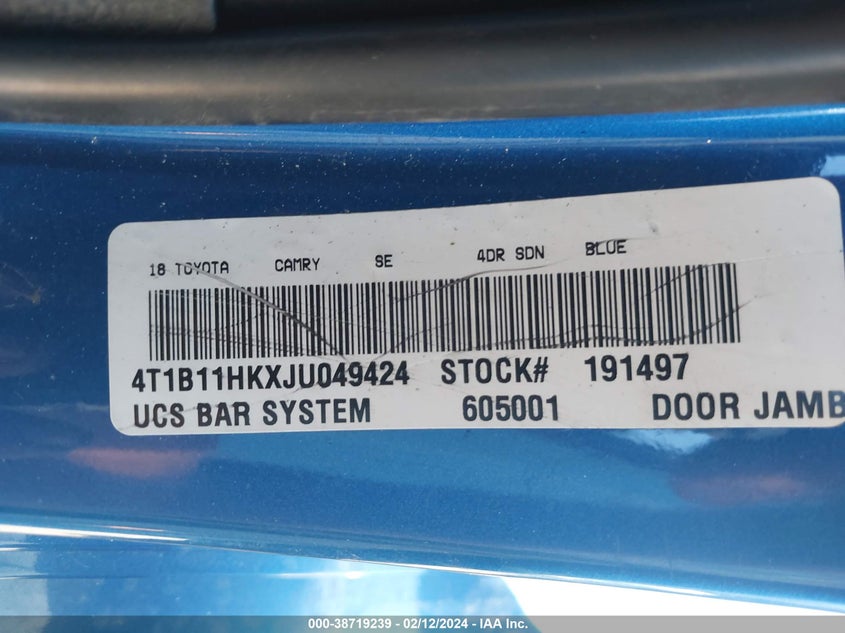 18 TOYOTA CAMRY SE 4DR SDN BLUE
4T1B11HKXJU049424 STOCK# 191497
UCS BAR SYSTEM 605001 DOOR JAMB
000-38719239 - 02/12/2024 - IAA Inc.